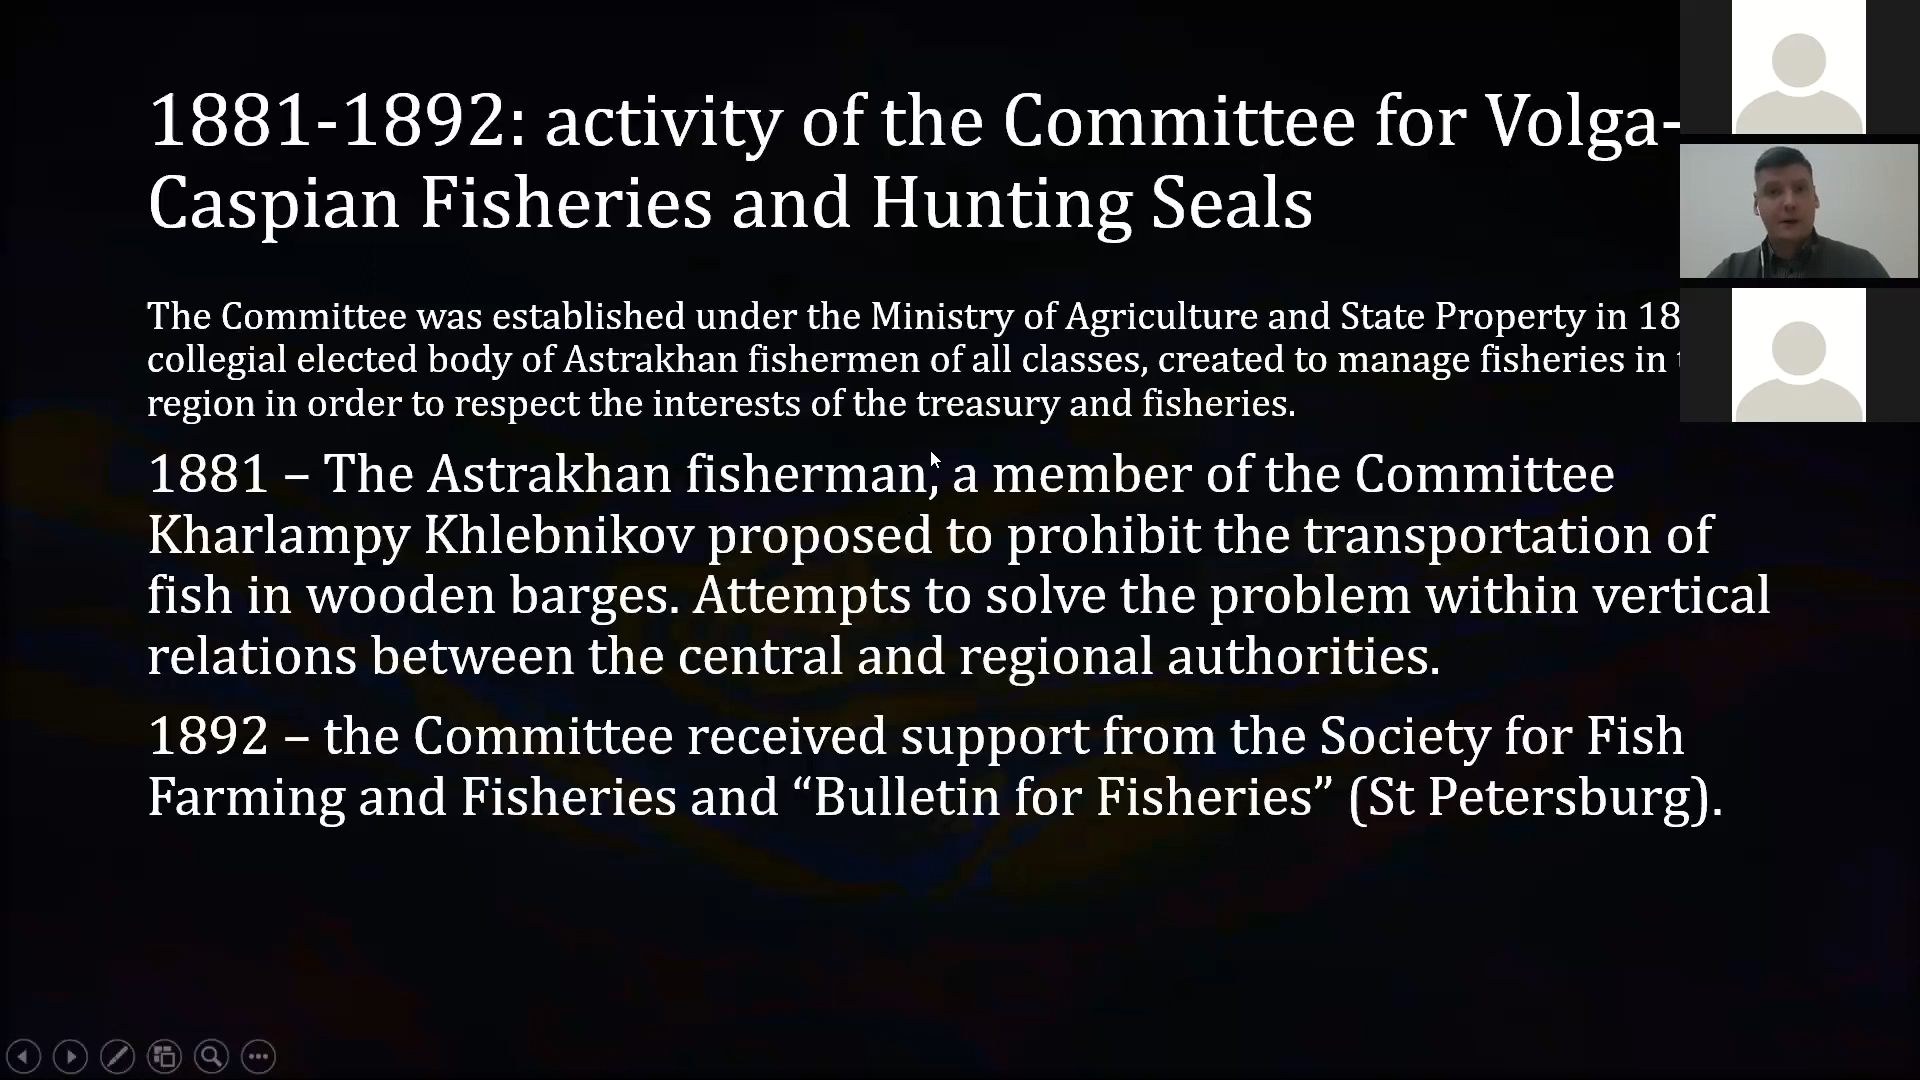 1881-1892: activity of the Committee for Volga-
Caspian Fisheries and Hunting Seals
The Committee was established under the Ministry of Agriculture and State Property in 18
collegial elected body of Astrakhan fishermen of all classes, created to manage fisheries in
region in order to respect the interests of the treasury and fisheries.
1881 – The Astrakhan fisherman, a member of the Committee
Kharlampy Khlebnikov proposed to prohibit the transportation of
fish in wooden barges. Attempts to solve the problem within vertical
relations between the central and regional authorities.
1892 – the Committee received support from the Society for Fish
Farming and Fisheries and “Bulletin for Fisheries” (St Petersburg).